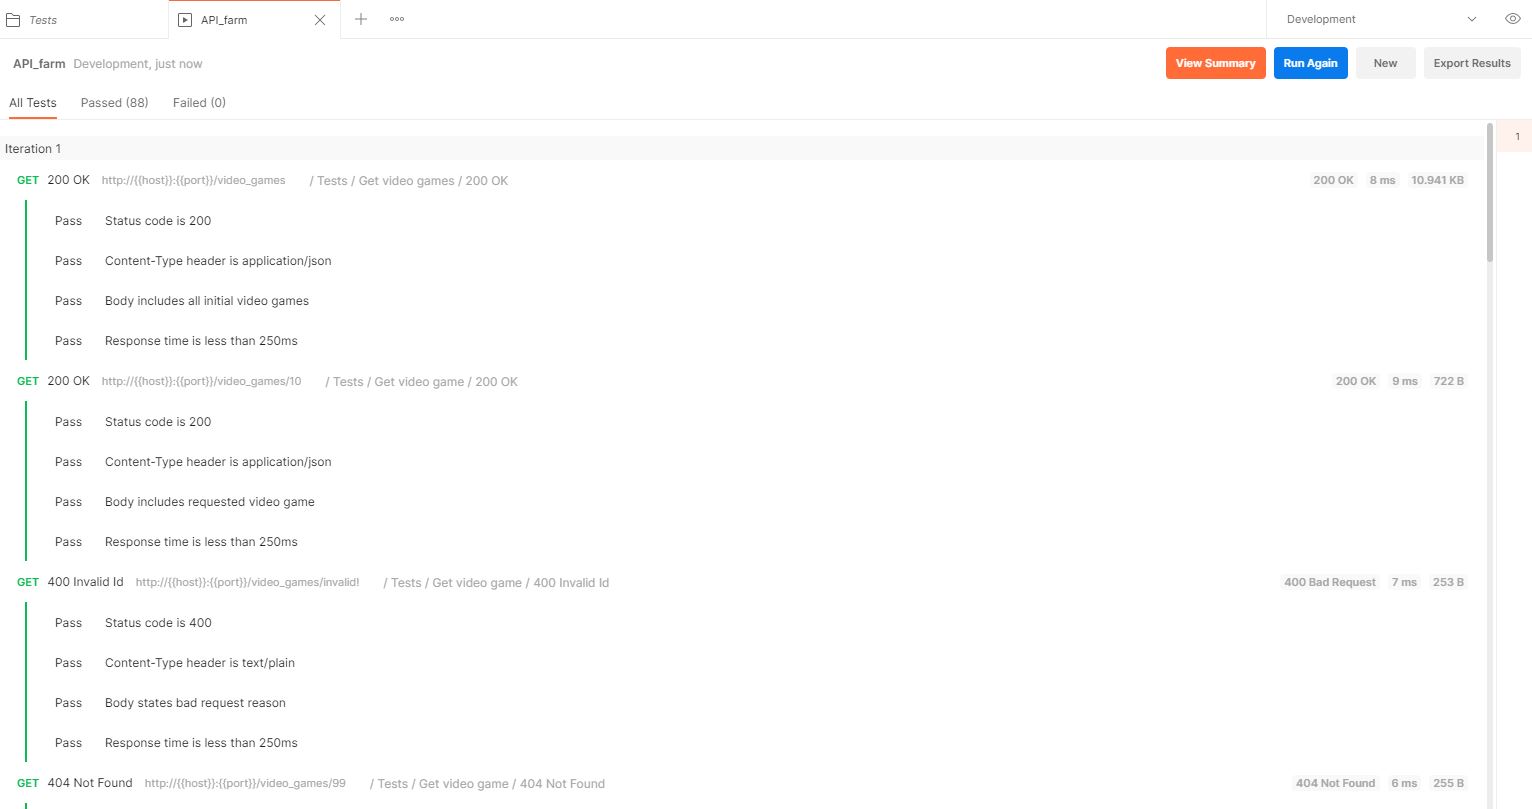 Tests API_farm Development
API_farm Development, just now View Summary Run Again New Export Results
All Tests Passed (88) Failed (0)
1
Iteration 1
GET 200 OK http://{{host}}:{{port}}/video_games / Tests / Get video games / 200 OK 200 OK 8 ms 10.941 KB
Pass Status code is 200
Pass Content-Type header is application/json
Pass Body includes all initial video games
Pass Response time is less than 250ms
GET 200 OK http://{{host}}:{{port}}/video_games/10 / Tests / Get video game / 200 OK 200 OK 9 ms 722 B
Pass Status code is 200
Pass Content-Type header is application/json
Pass Body includes requested video game
Pass Response time is less than 250ms
GET 400 Invalid Id http://{{host}}:{{port}}/video_games/invalid! / Tests / Get video game / 400 Invalid Id 400 Bad Request 7 ms 253 B
Pass Status code is 400
Pass Content-Type header is text/plain
Pass Body states bad request reason
Pass Response time is less than 250ms
GET 404 Not Found http://{{host}}:{{port}}/video_games/99 / Tests / Get video game / 404 Not Found 404 Not Found 6 ms 255 B